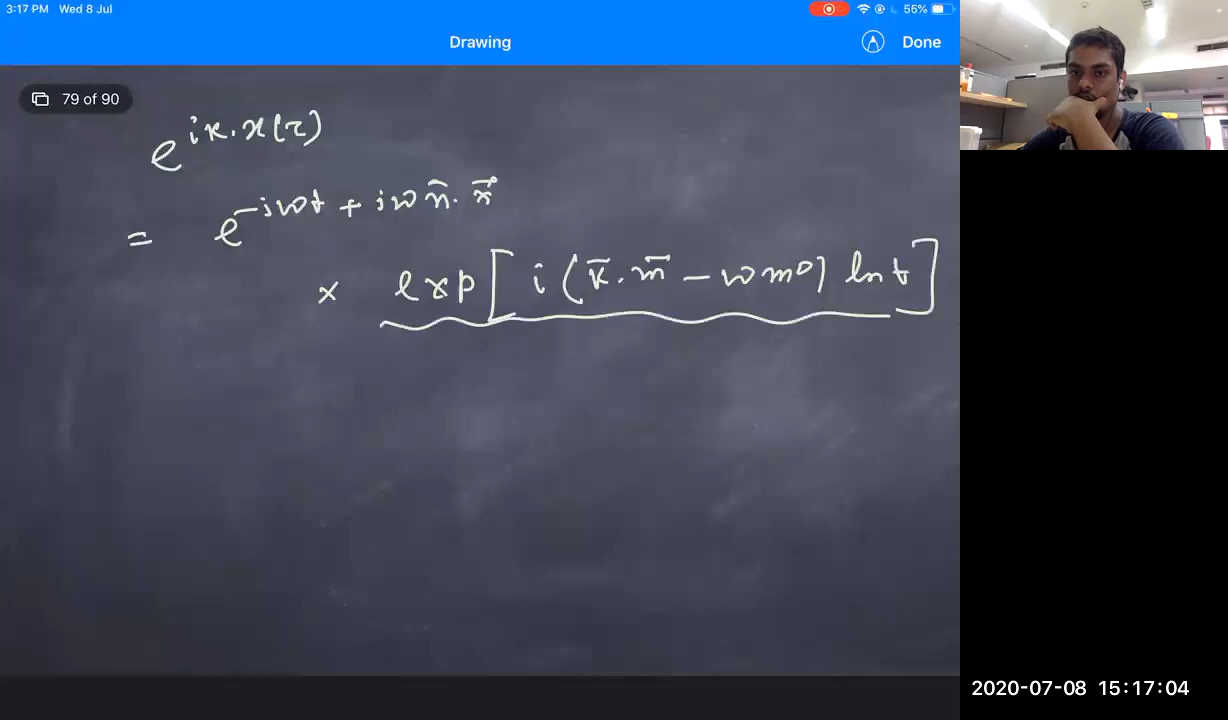 3:17 PM Wed 8 Jul
55%
Drawing
Done
79 of 90
e^{ik.x(τ)}
= e^{-iωt + iω n̂. x⃗}
× exp[ i (k̄. m̄ − ω m⁰) ln t ]
2020-07-08 15:17:04